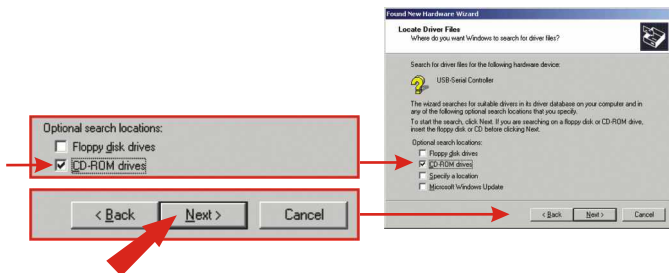 Optional search locations:
Floppy disk drives
CD-ROM drives
< Back Next > Cancel
Found New Hardware Wizard
Locate Driver Files
Where do you want Windows to search for driver files?
Search for driver files for the following hardware device:
USB-Serial Controller
The wizard searches for suitable drivers in its driver database on your computer and in
any of the following optional search locations that you specify.
To start the search, click Next. If you are searching on a floppy disk or CD-ROM drive,
insert the floppy disk or CD before clicking Next.
Optional search locations:
Floppy disk drives
CD-ROM drives
Specify a location
Microsoft Windows Update
< Back Next > Cancel